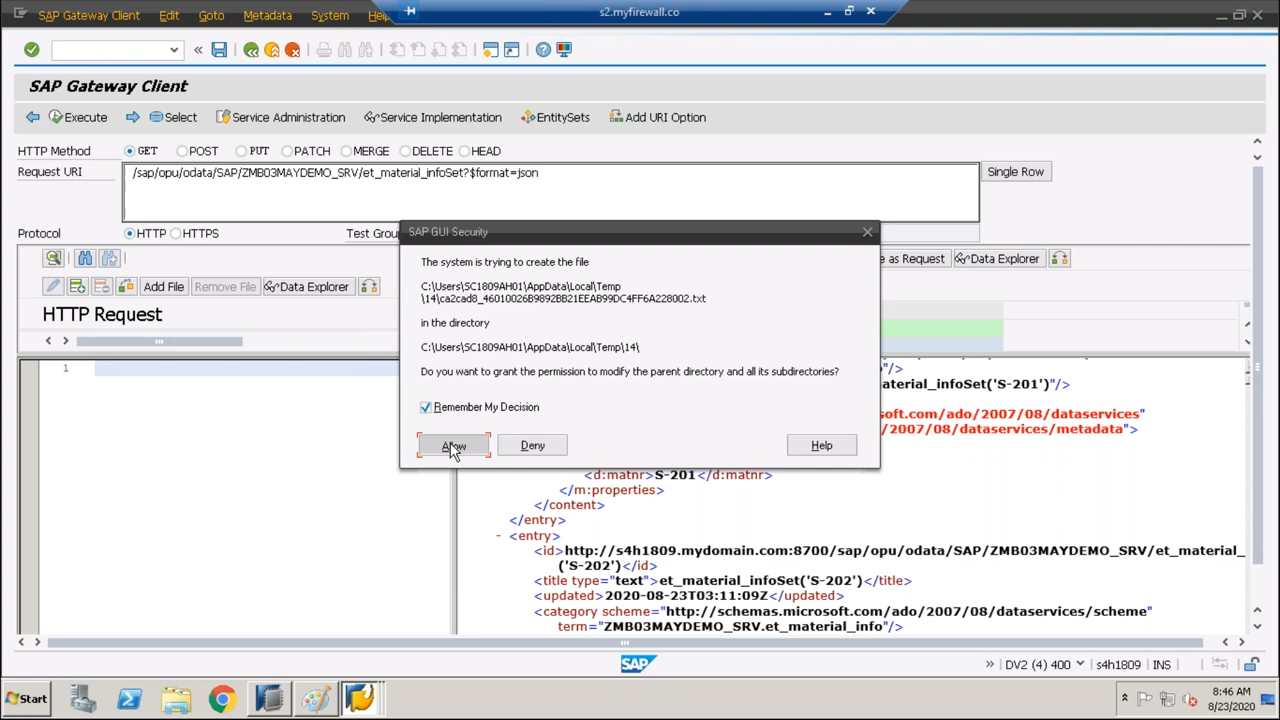 s2.myfirewall.co
SAP Gateway Client Edit Goto Metadata System Help
«
SAP Gateway Client
Execute Select Service Administration Service Implementation EntitySets Add URI Option
HTTP Method GET POST PUT PATCH MERGE DELETE HEAD
Request URI /sap/opu/odata/SAP/ZMB03MAYDEMO_SRV/et_material_infoSet?$format=json Single Row
Protocol HTTP HTTPS Test Grou
SAP GUI Security
The system is trying to create the file
C:\Users\SC1809AH01\AppData\Local\Temp
\14\ca2cad8_46010026B9892BB21EEAB99DC4FF6A228002.txt
in the directory
C:\Users\SC1809AH01\AppData\Local\Temp\14\
Do you want to grant the permission to modify the parent directory and all its subdirectories?
Remember My Decision
Allow Deny Help
e as Request Data Explorer
Add File Remove File Data Explorer
HTTP Request
1
"/>
aterial_infoSet('S-201')"/>
soft.com/ado/2007/08/dataservices"
/2007/08/dataservices/metadata">
<d:matnr>S-201</d:matnr>
</m:properties>
</content>
</entry>
- <entry>
<id>http://s4h1809.mydomain.com:8700/sap/opu/odata/SAP/ZMB03MAYDEMO_SRV/et_material_
('S-202')</id>
<title type="text">et_material_infoSet('S-202')</title>
<updated>2020-08-23T03:11:09Z</updated>
<category scheme="http://schemas.microsoft.com/ado/2007/08/dataservices/scheme"
term="ZMB03MAYDEMO_SRV.et_material_info"/>
SAP
» DV2 (4) 400 s4h1809 INS
Start
8:46 AM
8/23/2020